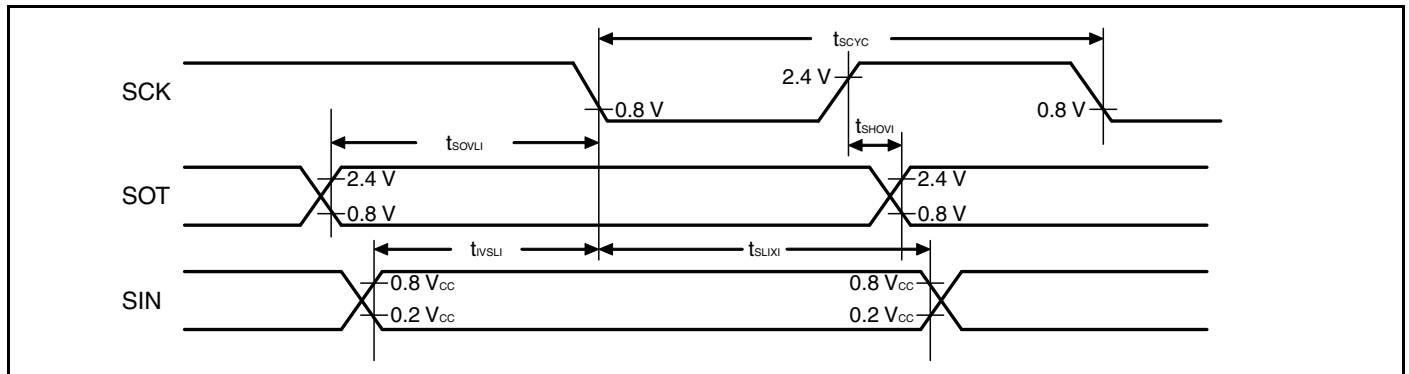 tSCYC
SCK
2.4 V
0.8 V
0.8 V
tSHOVI
tSOVLI
SOT
2.4 V
2.4 V
0.8 V
0.8 V
tIVSLI
tSLIXI
SIN
0.8 VCC
0.8 VCC
0.2 VCC
0.2 VCC